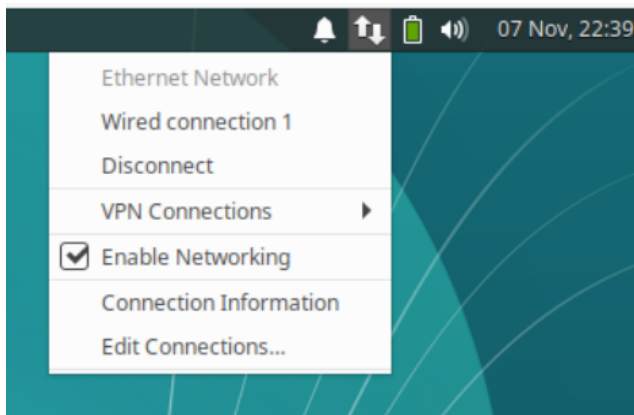 07 Nov, 22:39
Ethernet Network
Wired connection 1
Disconnect
VPN Connections
Enable Networking
Connection Information
Edit Connections...